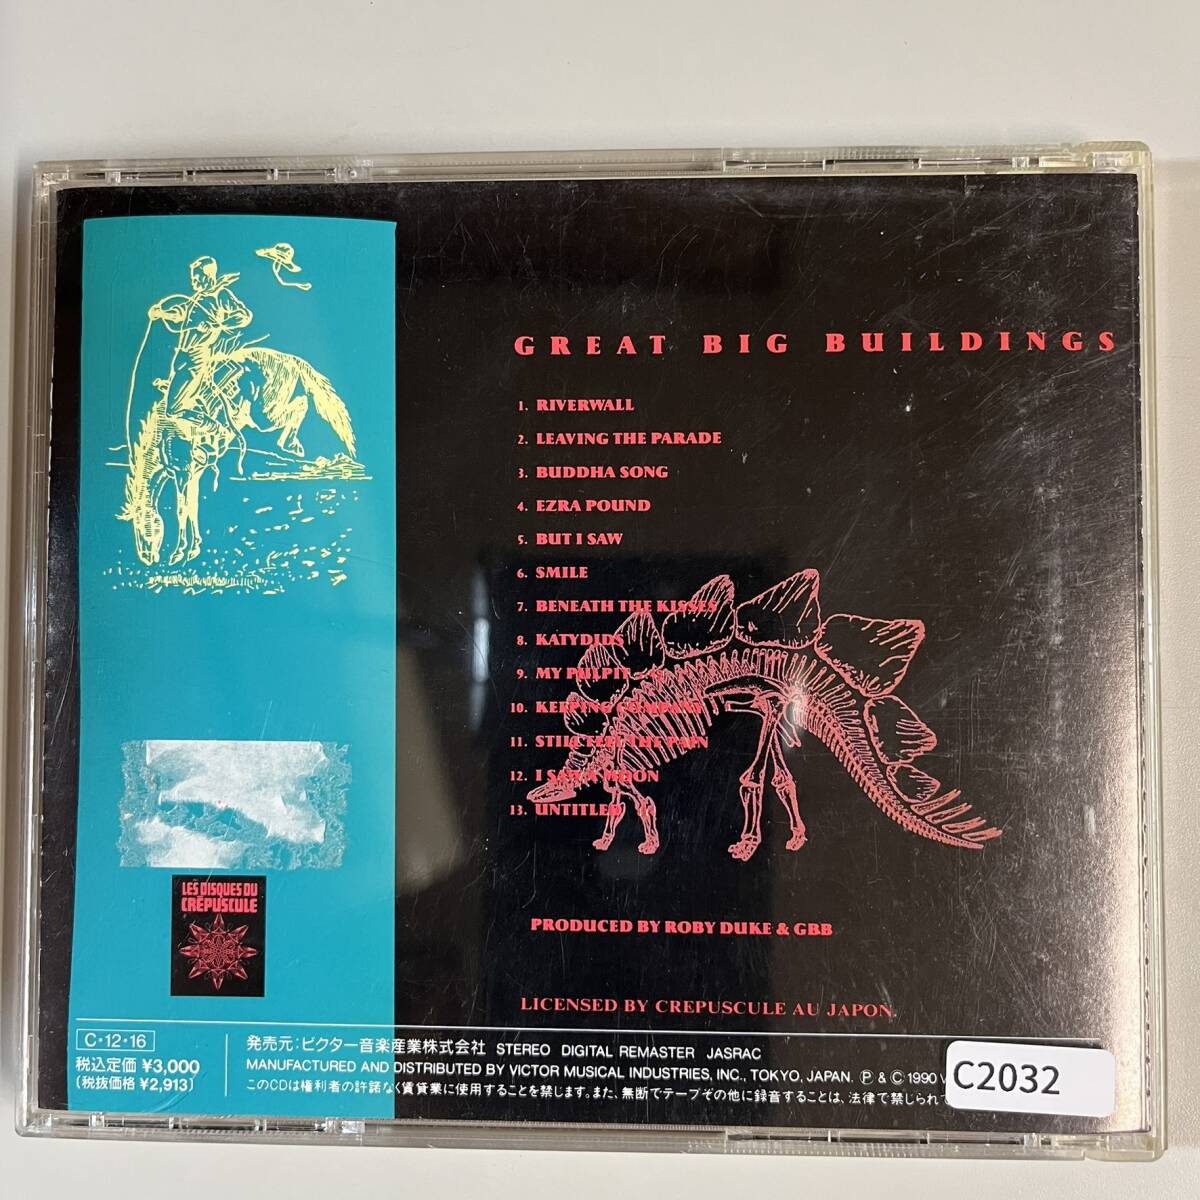 GREAT BIG BUILDINGS
1. RIVERWALL
2. LEAVING THE PARADE
3. BUDDHA SONG
4. EZRA POUND
5. BUT I SAW
6. SMILE
7. BENEATH THE KISSES
8. KATYDIDS
9. MY PULPIT
10. KEEPING COMPANY
11. STILL FEEL THE PAIN
12. I SAW A MOON
13. UNTITLED
PRODUCED BY ROBY DUKE & GBB
LICENSED BY CREPUSCULE AU JAPON.
LES DISQUES DU
CRÉPUSCULE
C・12・16
税込定価 ¥3,000
(税抜価格 ¥2,913)
発売元:ビクター音楽産業株式会社 STEREO DIGITAL REMASTER JASRAC
MANUFACTURED AND DISTRIBUTED BY VICTOR MUSICAL INDUSTRIES, INC., TOKYO, JAPAN. Ⓟ & Ⓒ 1990 V
このCDは権利者の許諾なく賃貸業に使用することを禁じます。また、無断でテープその他に録音することは、法律で禁じられて
C2032